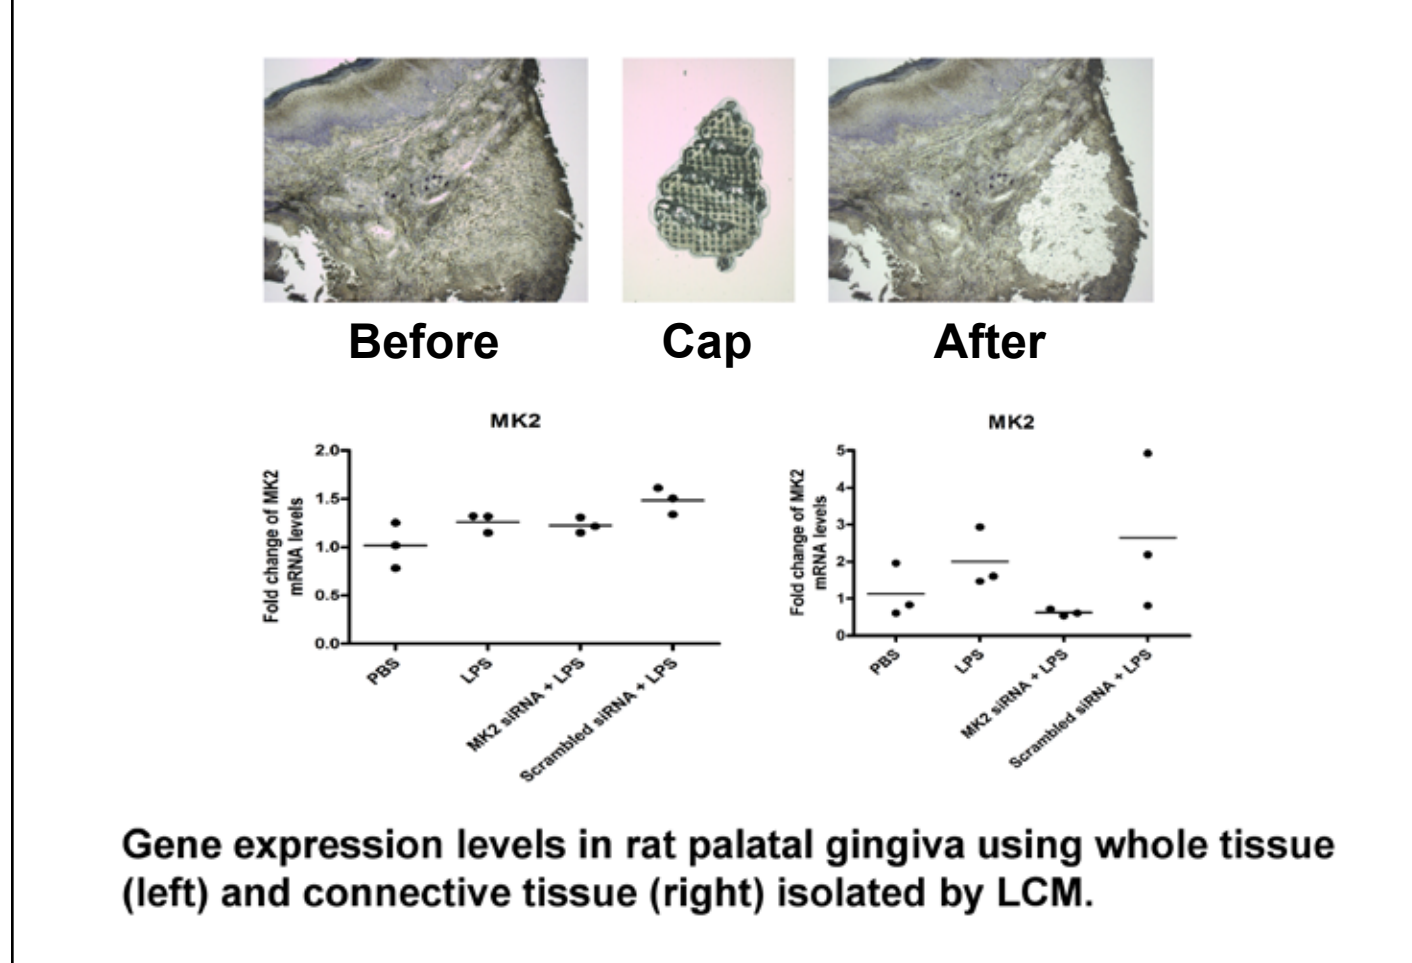 Before Cap After
MK2
Fold change of MK2
mRNA levels
2.0
1.5
1.0
0.5
0.0
PBS
LPS
MK2 siRNA + LPS
Scrambled siRNA + LPS
MK2
Fold change of MK2
mRNA levels
5
4
3
2
1
0
PBS
LPS
MK2 siRNA + LPS
Scrambled siRNA + LPS
Gene expression levels in rat palatal gingiva using whole tissue
(left) and connective tissue (right) isolated by LCM.